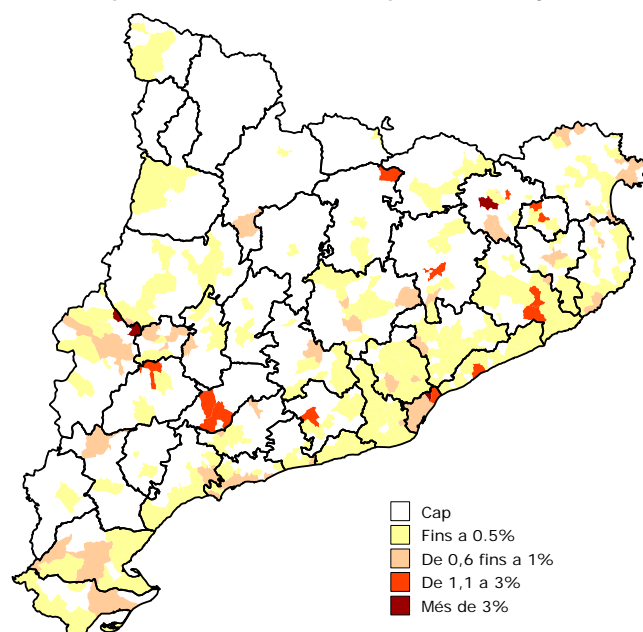 Cap
Fins a 0.5%
De 0,6 fins a 1%
De 1,1 a 3%
Més de 3%